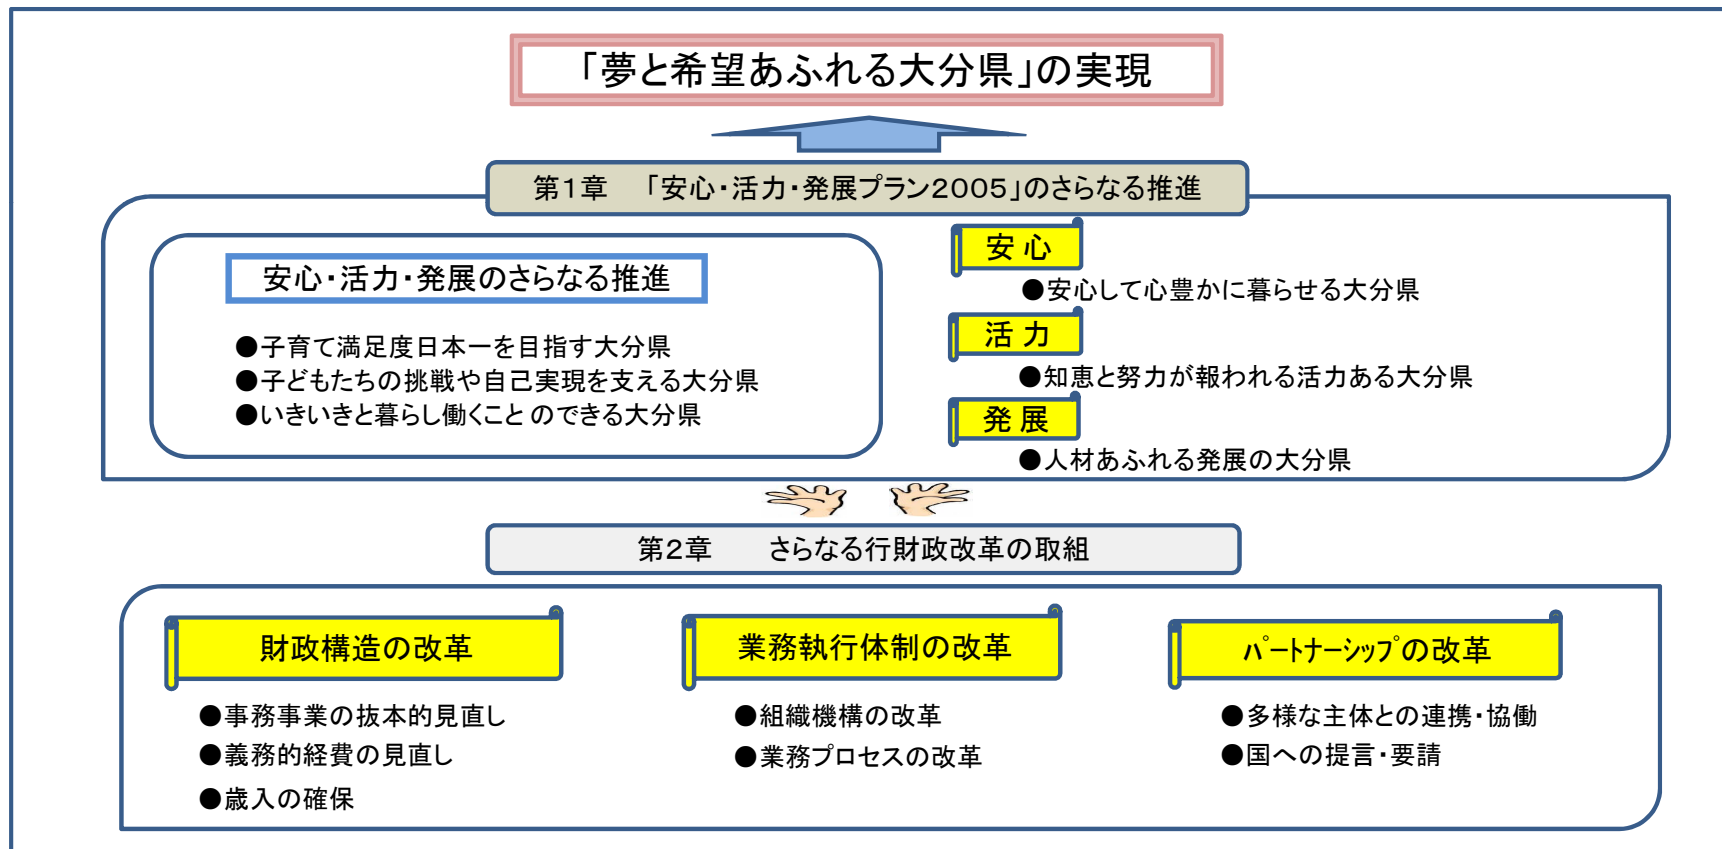 「夢と希望あふれる大分県」の実現
第1章　「安心・活力・発展プラン2005」のさらなる推進
安心・活力・発展のさらなる推進
●子育て満足度日本一を目指す大分県
●子どもたちの挑戦や自己実現を支える大分県
●いきいきと暮らし働くことのできる大分県
安 心
●安心して心豊かに暮らせる大分県
活 力
●知恵と努力が報われる活力ある大分県
発 展
●人材あふれる発展の大分県
第2章　　さらなる行財政改革の取組
財政構造の改革
●事務事業の抜本的見直し
●義務的経費の見直し
●歳入の確保
業務執行体制の改革
●組織機構の改革
●業務プロセスの改革
ﾊﾟｰﾄﾅｰｼｯﾌﾟの改革
●多様な主体との連携・協働
●国への提言・要請